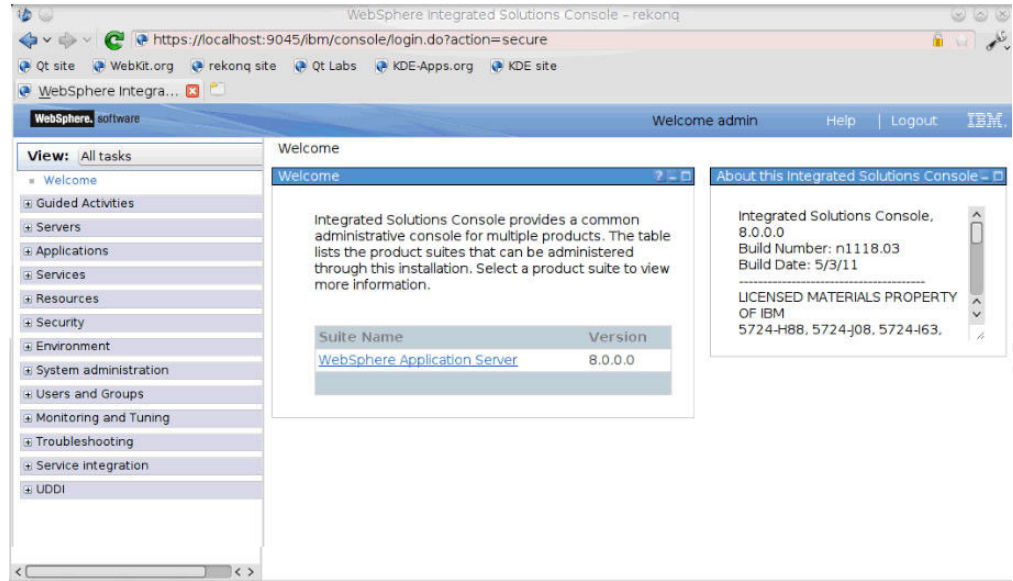 WebSphere Integrated Solutions Console – rekonq
https://localhost:9045/ibm/console/login.do?action=secure
Qt site WebKit.org rekonq site Qt Labs KDE-Apps.org KDE site
WebSphere Integra...
WebSphere. software Welcome admin Help | Logout IBM.
View: All tasks
Welcome
Guided Activities
Servers
Applications
Services
Resources
Security
Environment
System administration
Users and Groups
Monitoring and Tuning
Troubleshooting
Service integration
UDDI
Welcome
Welcome
Integrated Solutions Console provides a common
administrative console for multiple products. The table
lists the product suites that can be administered
through this installation. Select a product suite to view
more information.
Suite Name Version
WebSphere Application Server 8.0.0.0
About this Integrated Solutions Console
Integrated Solutions Console,
8.0.0.0
Build Number: n1118.03
Build Date: 5/3/11
----------------------------------------
LICENSED MATERIALS PROPERTY
OF IBM
5724-H88, 5724-J08, 5724-I63,